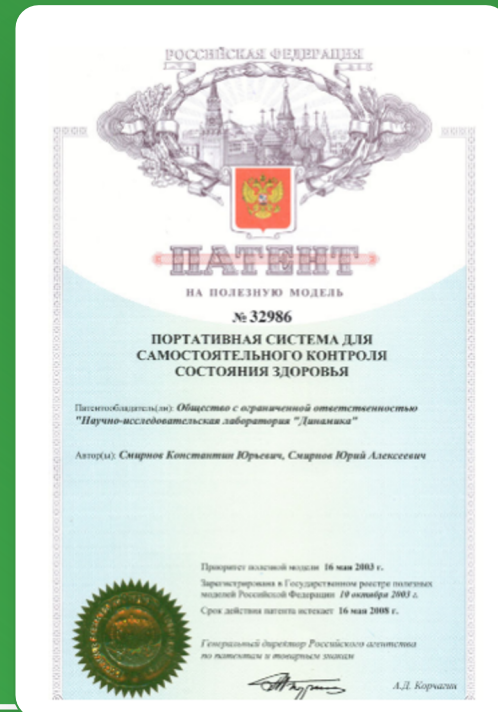 РОССИЙСКАЯ ФЕДЕРАЦИЯ
ПАТЕНТ
НА ПОЛЕЗНУЮ МОДЕЛЬ
№ 32986
ПОРТАТИВНАЯ СИСТЕМА ДЛЯ
САМОСТОЯТЕЛЬНОГО КОНТРОЛЯ
СОСТОЯНИЯ ЗДОРОВЬЯ
Патентообладатель(ли): Общество с ограниченной ответственностью
"Научно-исследовательская лаборатория "Динамика"
Автор(ы): Смирнов Константин Юрьевич, Смирнов Юрий Алексеевич
Приоритет полезной модели 16 мая 2003 г.
Зарегистрирована в Государственном реестре полезных
моделей Российской Федерации 10 октября 2003 г.
Срок действия патента истекает 16 мая 2008 г.
Генеральный директор Российского агентства
по патентам и товарным знакам
А.Д. Корчагин